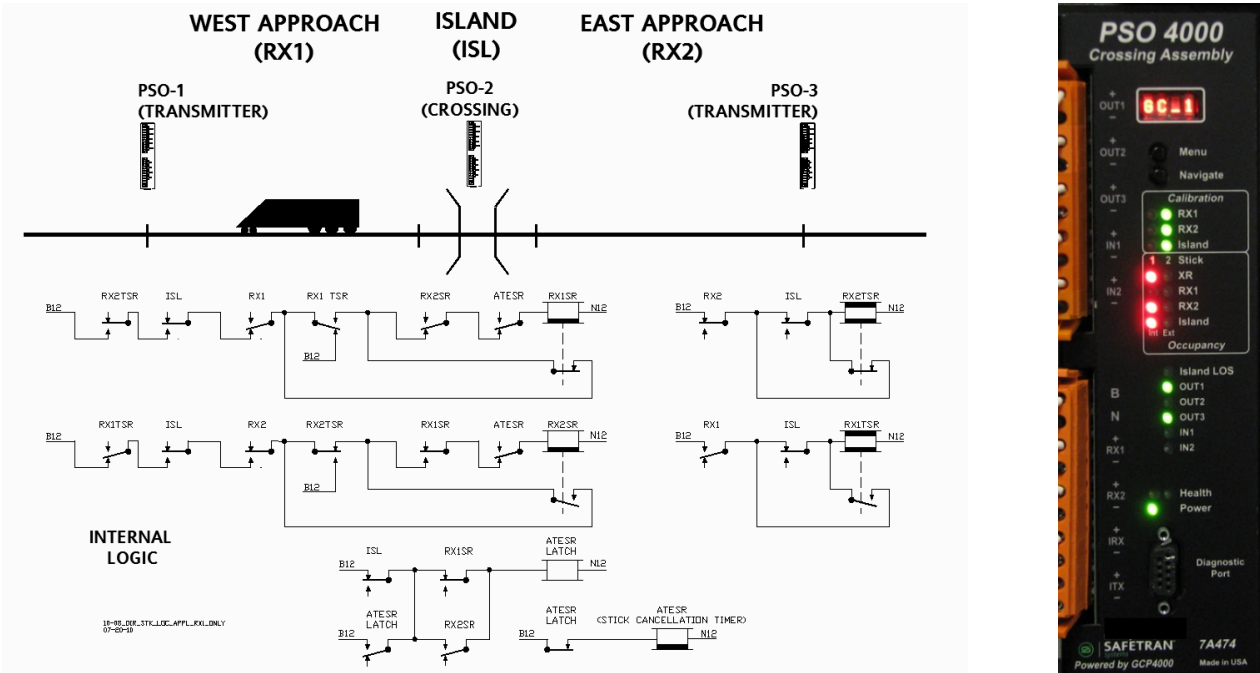 WEST APPROACH
(RX1)
ISLAND
(ISL)
EAST APPROACH
(RX2)
PSO-1
(TRANSMITTER)
PSO-2
(CROSSING)
PSO-3
(TRANSMITTER)
B12 RX2TSR ISL RX1 RX1 TSR RX2SR ATESR RX1SR N12
B12
B12 RX2 ISL RX2TSR N12
B12 RX1TSR ISL RX2 RX2TSR RX1SR ATESR RX2SR N12
B12
B12 RX1 ISL RX1TSR N12
INTERNAL
LOGIC
B12 ISL RX1SR ATESR
LATCH N12
B12 ATESR
LATCH RX2SR
B12 ATESR
LATCH ATESR
(STICK CANCELLATION TIMER) N12
07-20-10
PSO 4000
Crossing Assembly
+
OUT1
-
+
OUT2
-
+
OUT3
-
+
IN1
-
+
IN2
-
Menu
Navigate
Calibration
RX1
RX2
Island
1 2 Stick
XR
RX1
RX2
Island
Int Ext
Occupancy
Island LOS
OUT1
OUT2
OUT3
IN1
IN2
B
N
+
RX1
-
+
RX2
-
+
IRX
-
+
ITX
-
Health
Power
Diagnostic
Port
SAFETRAN
systems
7A474
Powered by GCP4000
Made in USA